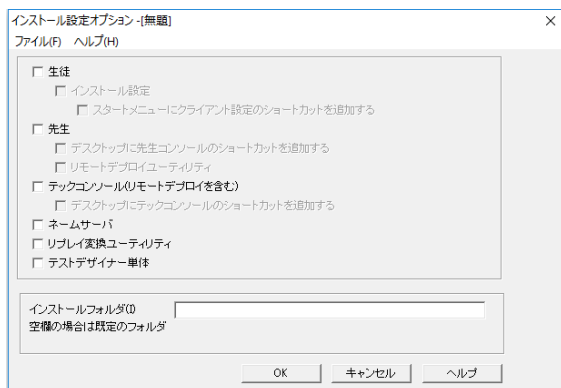 インストール設定オプション -[無題]
ファイル(F) ヘルプ(H)
生徒
インストール設定
スタートメニューにクライアント設定のショートカットを追加する
先生
デスクトップに先生コンソールのショートカットを追加する
リモートデプロイユーティリティ
テックコンソール(リモートデプロイを含む)
デスクトップにテックコンソールのショートカットを追加する
ネームサーバ
リプレイ変換ユーティリティ
テストデザイナー単体
インストールフォルダ(I)
空欄の場合は既定のフォルダ
OK キャンセル ヘルプ